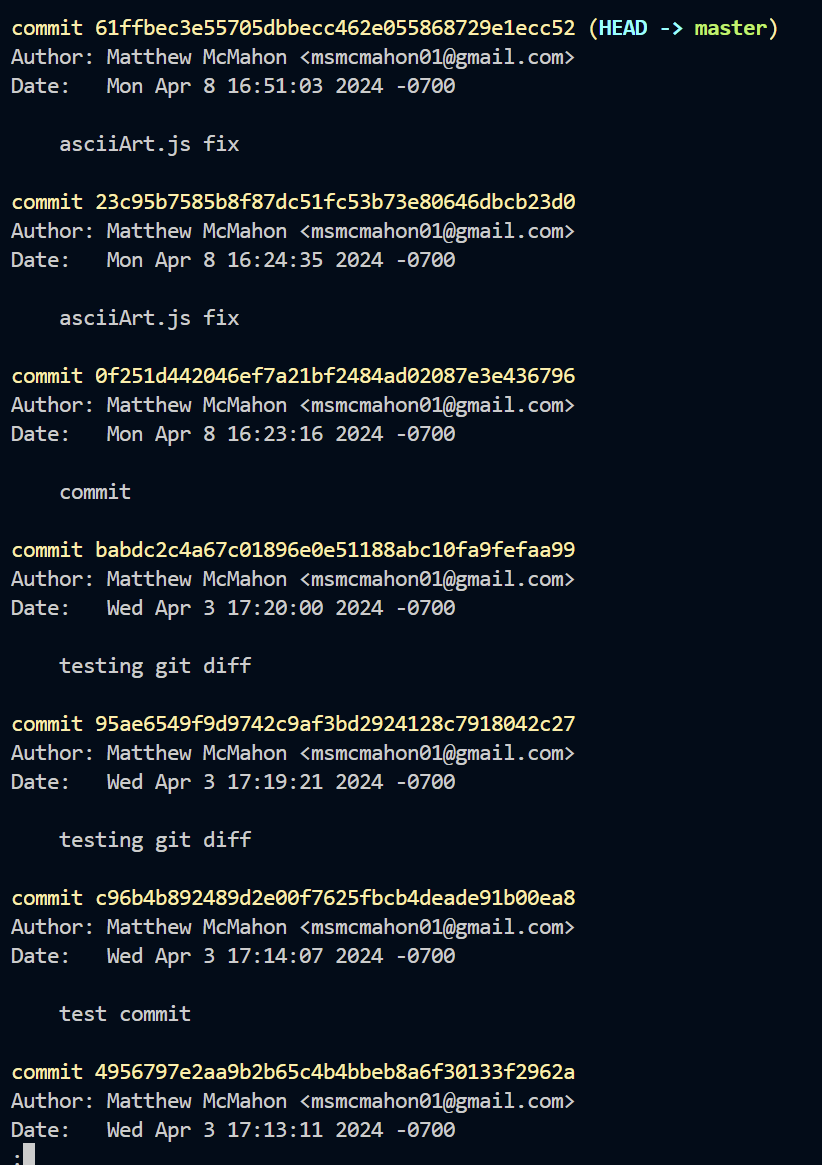 commit 61ffbec3e55705dbbecc462e055868729e1ecc52 (HEAD -> master)
Author: Matthew McMahon <msmcmahon01@gmail.com>
Date:   Mon Apr 8 16:51:03 2024 -0700

    asciiArt.js fix

commit 23c95b7585b8f87dc51fc53b73e80646dbcb23d0
Author: Matthew McMahon <msmcmahon01@gmail.com>
Date:   Mon Apr 8 16:24:35 2024 -0700

    asciiArt.js fix

commit 0f251d442046ef7a21bf2484ad02087e3e436796
Author: Matthew McMahon <msmcmahon01@gmail.com>
Date:   Mon Apr 8 16:23:16 2024 -0700

    commit

commit babdc2c4a67c01896e0e51188abc10fa9fefaa99
Author: Matthew McMahon <msmcmahon01@gmail.com>
Date:   Wed Apr 3 17:20:00 2024 -0700

    testing git diff

commit 95ae6549f9d9742c9af3bd2924128c7918042c27
Author: Matthew McMahon <msmcmahon01@gmail.com>
Date:   Wed Apr 3 17:19:21 2024 -0700

    testing git diff

commit c96b4b892489d2e00f7625fbcb4deade91b00ea8
Author: Matthew McMahon <msmcmahon01@gmail.com>
Date:   Wed Apr 3 17:14:07 2024 -0700

    test commit

commit 4956797e2aa9b2b65c4b4bbeb8a6f30133f2962a
Author: Matthew McMahon <msmcmahon01@gmail.com>
Date:   Wed Apr 3 17:13:11 2024 -0700
: